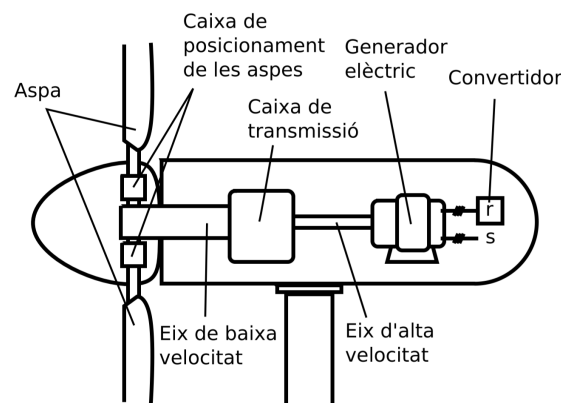 Caixa de
posicionament
de les aspes
Generador
elèctric
Convertidor
Aspa
Caixa de
transmissió
r
s
Eix de baixa
velocitat
Eix d'alta
velocitat